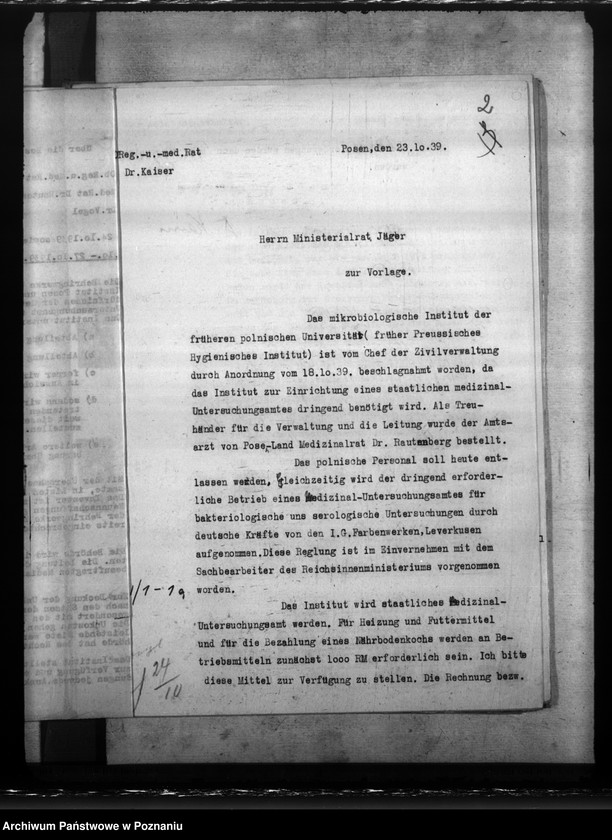 2
Reg.-u.-med.Rat
Posen,den 23.1o.39.
Dr.Kaiser
Herrn Ministerialrat Jäger
zur Vorlage.
Das mikrobiologische Institut der
früheren polnischen Universität( früher Preussisches
Hygienisches Institut) ist vom Chef der Zivilverwaltung
durch Anordnung vom 18.1o.39. beschlagnahmt worden, da
das Institut zur Einrichtung eines staatlichen medizinal-
Untersuchungsamtes dringend benötigt wird. Als Treu-
händer für die Verwaltung und die Leitung wurde der Amts-
arzt von Posen-Land Medizinalrat Dr. Rautenberg bestellt.
Das polnische Personal soll heute ent-
lassen werden, gleichzeitig wird der dringend erforder-
liche Betrieb eines Medizinal-Untersuchungsamtes für
bakteriologische uns serologische Untersuchungen durch
deutsche Kräfte von den I.G.Farbenwerken,Leverkusen
aufgenommen.Diese Reglung ist im Einvernehmen mit dem
Sachbearbeiter des Reichsinnenministeriums vorgenommen
worden.
1/1 - 19
Das Institut wird staatliches Medizinal-
Untersuchungsamt werden. Für Heizung und Futtermittel
und für die Bezahlung eines Nährbodenkochs werden an Be-
triebsmitteln zunächst 1ooo RM erforderlich sein. Ich bitte
diese Mittel zur Verfügung zu stellen. Die Rechnung bezw.
24/10
Archiwum Państwowe w Poznaniu